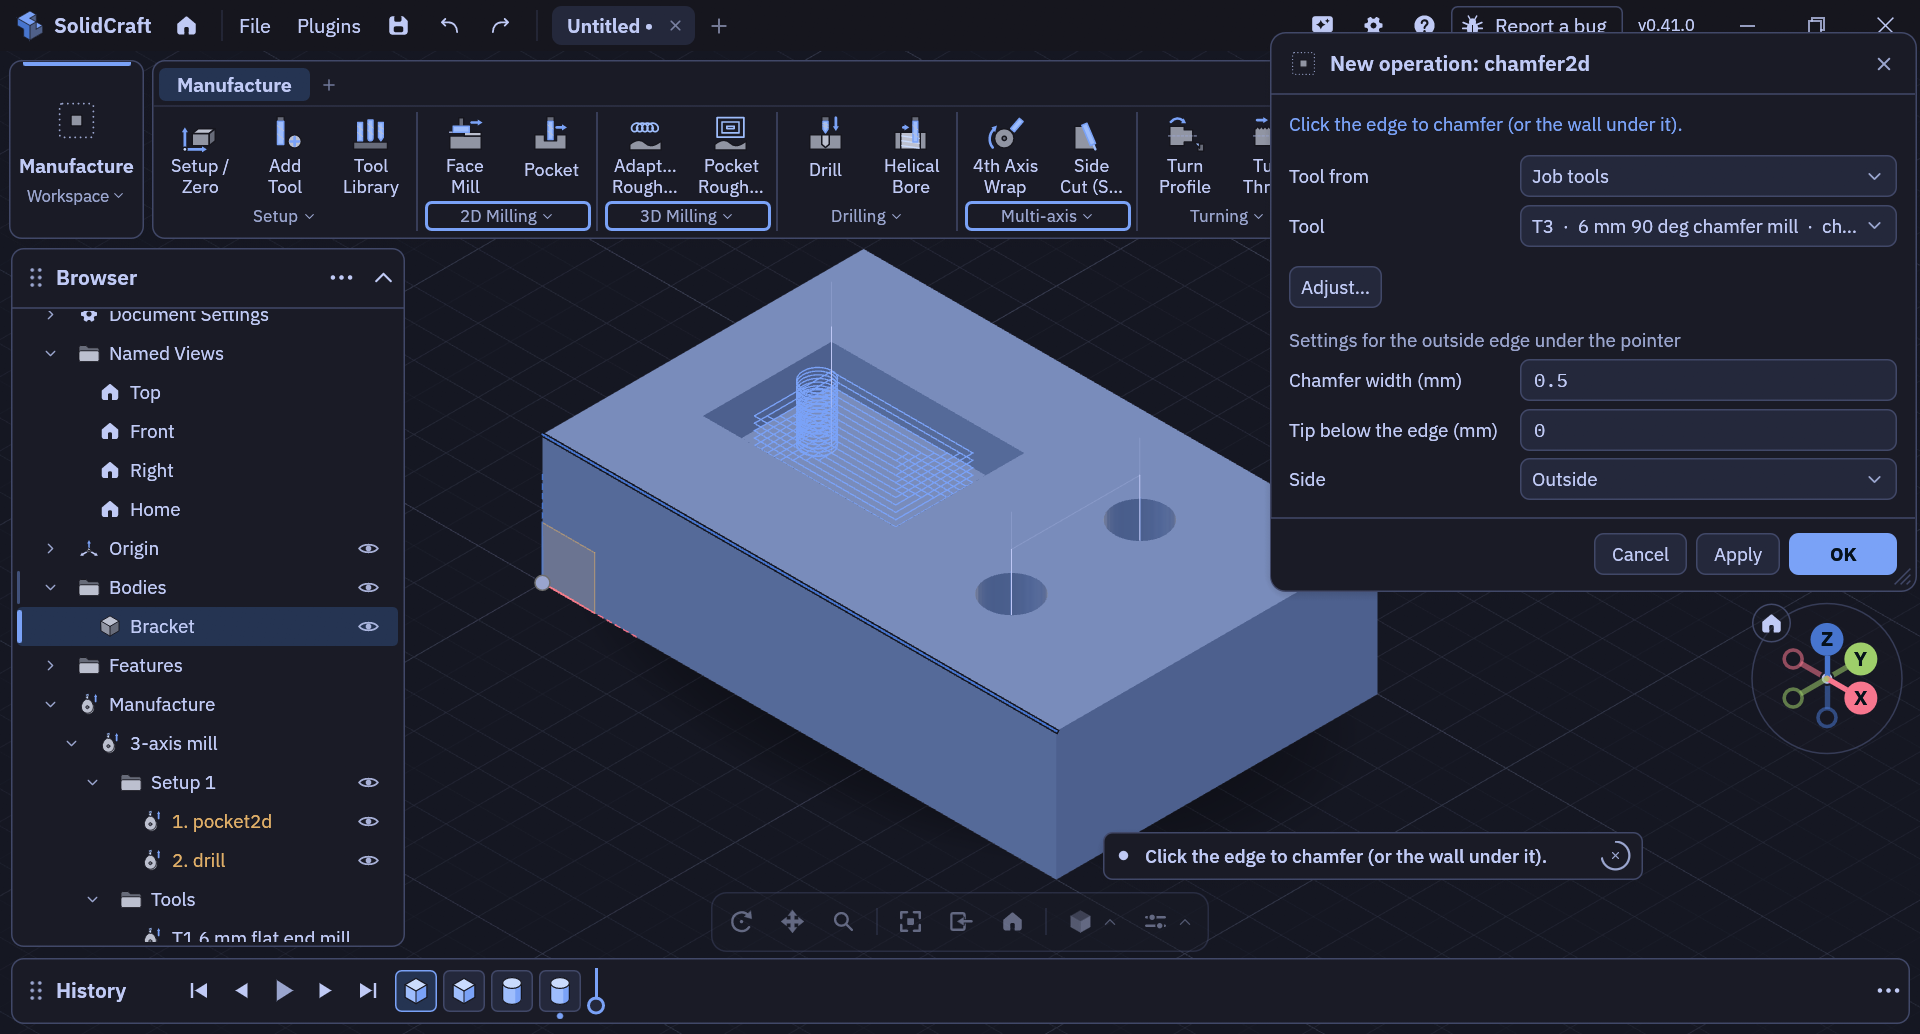 SolidCraft
File
Plugins
Untitled •
Report a bug
v0.41.0
Manufacture
Workspace
Manufacture
Setup / Zero
Add Tool
Tool Library
Setup
Face Mill
Pocket
2D Milling
Adapt... Rough...
Pocket Rough...
3D Milling
Drill
Helical Bore
Drilling
4th Axis Wrap
Side Cut (S...
Multi-axis
Turn Profile
Turning
Browser
Document Settings
Named Views
Top
Front
Right
Home
Origin
Bodies
Bracket
Features
Manufacture
3-axis mill
Setup 1
1. pocket2d
2. drill
Tools
T1 6 mm flat end mill
New operation: chamfer2d
Click the edge to chamfer (or the wall under it).
Tool from
Job tools
Tool
T3 · 6 mm 90 deg chamfer mill · ch...
Adjust...
Settings for the outside edge under the pointer
Chamfer width (mm)
0.5
Tip below the edge (mm)
0
Side
Outside
Cancel
Apply
OK
Z
Y
X
Click the edge to chamfer (or the wall under it).
History